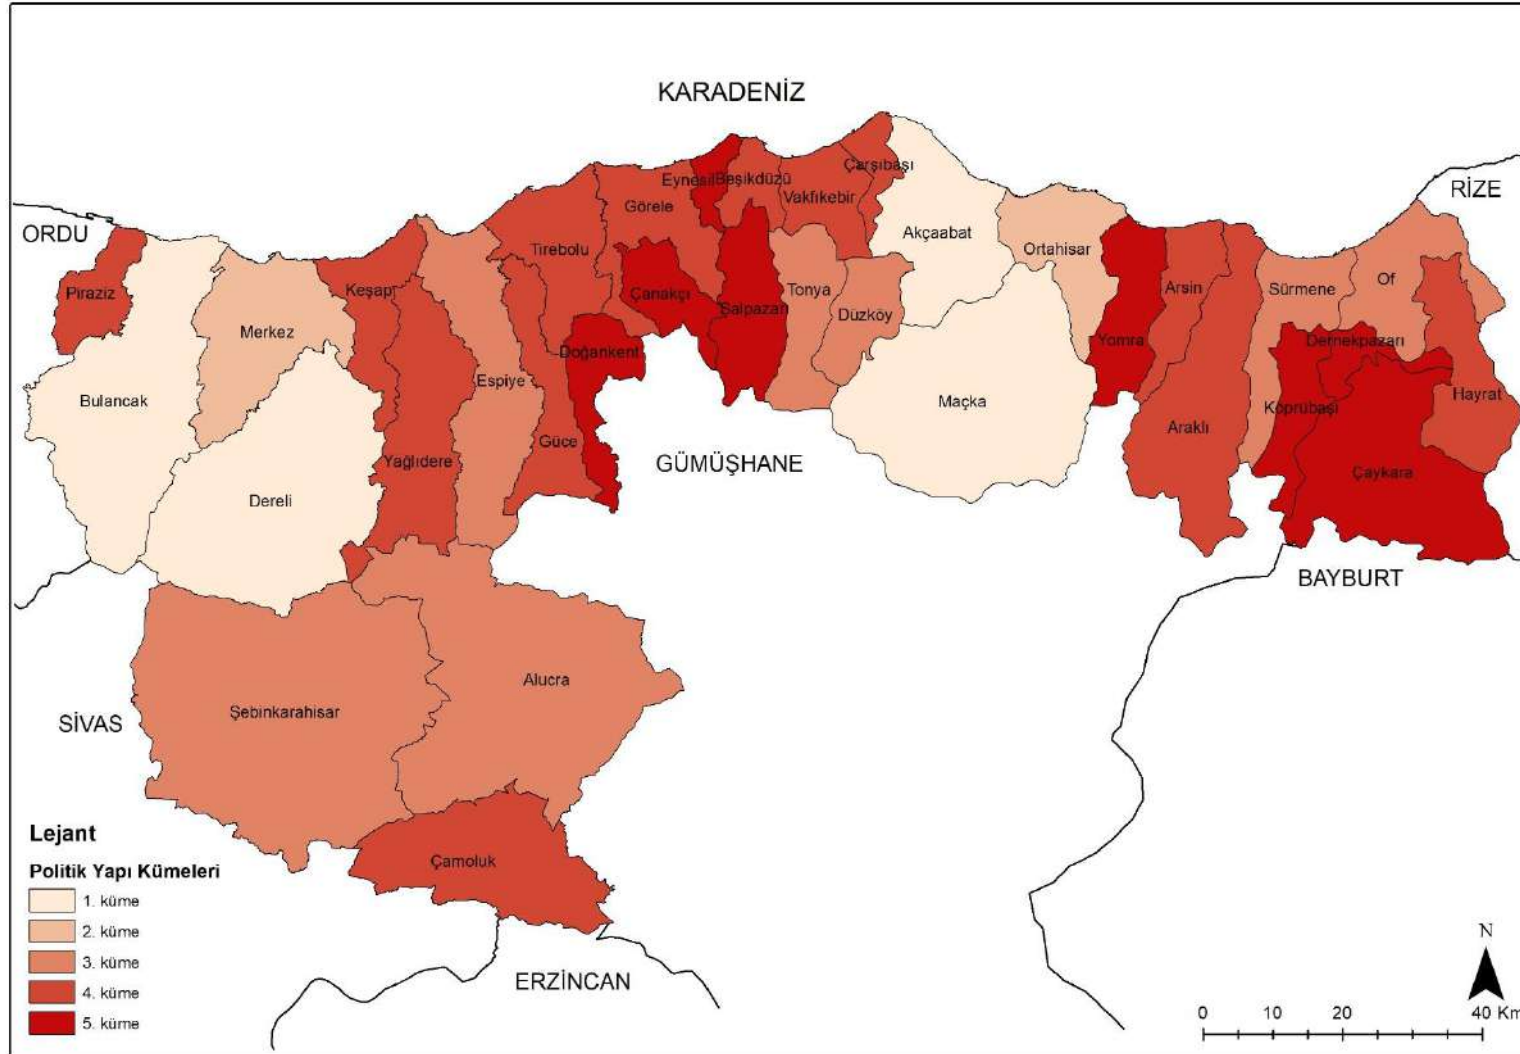 KARADENİZ
RİZE
ORDU
GÜMÜŞHANE
BAYBURT
SİVAS
ERZİNCAN
Piraziz
Bulancak
Merkez
Dereli
Keşap
Yağlıdere
Espiye
Tirebolu
Güce
Doğankent
Görele
Çanakçı
Eynesil
Beşikdüzü
Şalpazarı
Vakfıkebir
Çarşıbaşı
Tonya
Düzköy
Akçaabat
Maçka
Ortahisar
Yomra
Arsin
Araklı
Sürmene
Köprübaşı
Of
Dernekpazarı
Çaykara
Hayrat
Şebinkarahisar
Alucra
Çamoluk
Lejant
Politik Yapı Kümeleri
1. küme
2. küme
3. küme
4. küme
5. küme
N
0 10 20 40 Km